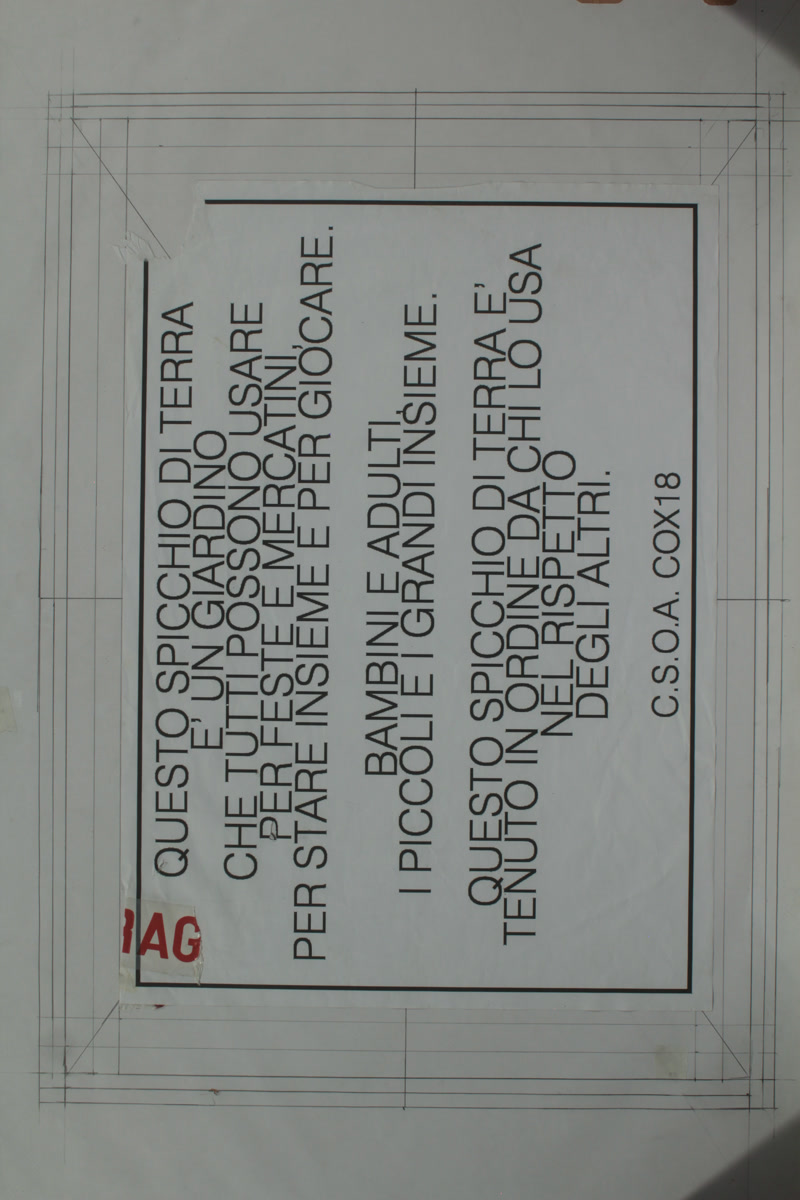 QUESTO SPICCHIO DI TERRA
E' UN GIARDINO
CHE TUTTI POSSONO USARE
PER FESTE E MERCATINI,
PER STARE INSIEME E PER GIOCARE.
BAMBINI E ADULTI,
I PICCOLI E I GRANDI INSIEME.
QUESTO SPICCHIO DI TERRA E'
TENUTO IN ORDINE DA CHI LO USA
NEL RISPETTO
DEGLI ALTRI.
C.S.O.A. COX18
AG